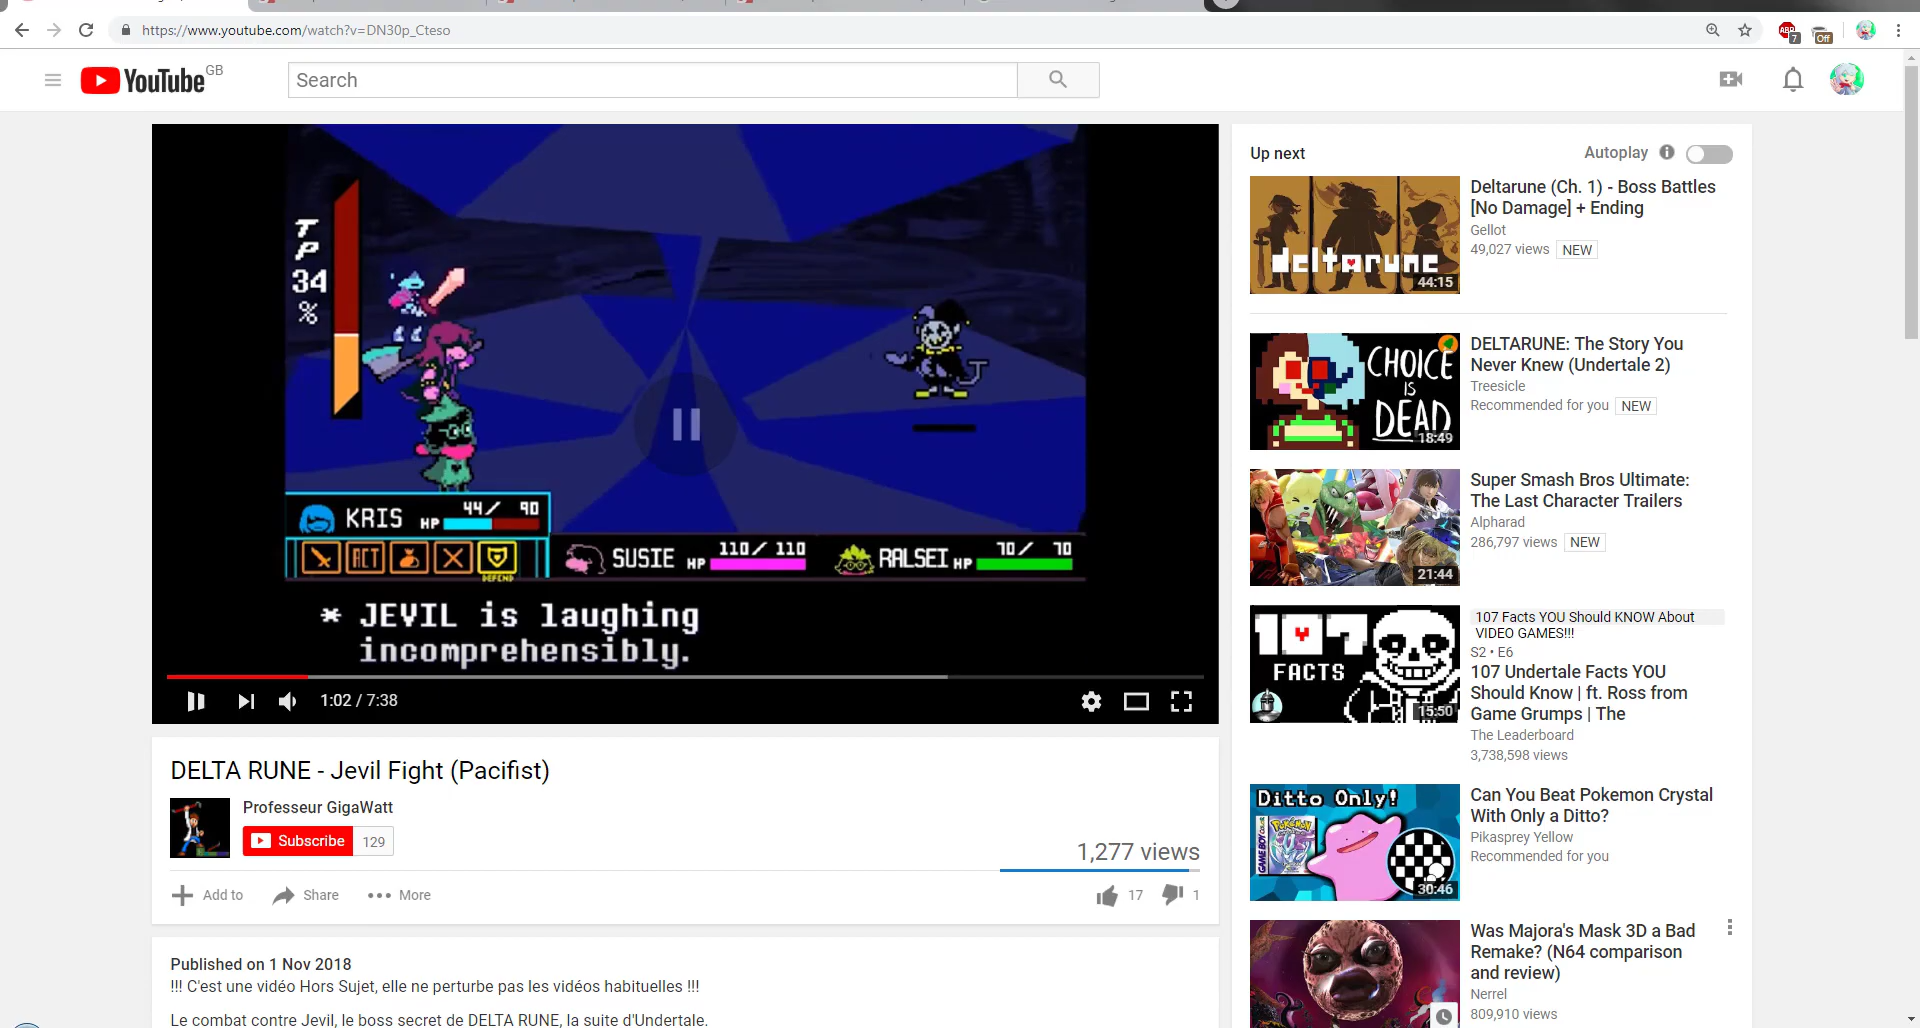 https://www.youtube.com/watch?v=DN30p_Cteso
ABP
7
Off
YouTube GB
Search
TP
34
%
KRIS HP 44/ 90
ACT
DEFEND
SUSIE HP 110/ 110
RALSEI HP 70/ 70
* JEVIL is laughing
incomprehensibly.
1:02 / 7:38
DELTA RUNE - Jevil Fight (Pacifist)
Professeur GigaWatt
Subscribe 129
1,277 views
Add to Share More
17 1
Published on 1 Nov 2018
!!! C'est une vidéo Hors Sujet, elle ne perturbe pas les vidéos habituelles !!!
Le combat contre Jevil, le boss secret de DELTA RUNE, la suite d'Undertale.
Up next
Autoplay
deltarune
44:15
Deltarune (Ch. 1) - Boss Battles
[No Damage] + Ending
Gellot
49,027 views NEW
CHOICE
IS
DEAD
18:49
DELTARUNE: The Story You
Never Knew (Undertale 2)
Treesicle
Recommended for you NEW
21:44
Super Smash Bros Ultimate:
The Last Character Trailers
Alpharad
286,797 views NEW
107
FACTS
15:50
107 Facts YOU Should KNOW About
VIDEO GAMES!!!
S2 • E6
107 Undertale Facts YOU
Should Know | ft. Ross from
Game Grumps | The
The Leaderboard
3,738,598 views
Ditto Only!
GAME BOY COLOR
Pokémon
30:46
Can You Beat Pokemon Crystal
With Only a Ditto?
Pikasprey Yellow
Recommended for you
Was Majora's Mask 3D a Bad
Remake? (N64 comparison
and review)
Nerrel
809,910 views